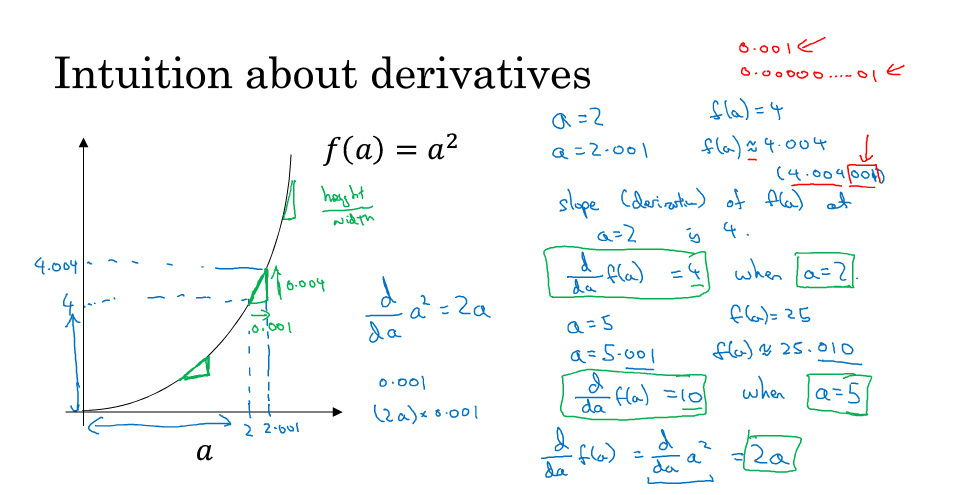 Intuition about derivatives
0.001
0.00000....01
f(a) = a²
height
width
4.004
4
0.004
0.001
2
2.001
a
d/da a² = 2a
0.001
(2a) × 0.001
a = 2 f(a) = 4
a = 2.001 f(a) ≈ 4.004
(4.004001)
slope (derivative) of f(a) at
a = 2 is 4.
d/da f(a) = 4 when a = 2.
a = 5 f(a) = 25
a = 5.001 f(a) ≈ 25.010
d/da f(a) = 10 when a = 5
d/da f(a) = d/da a² = 2a